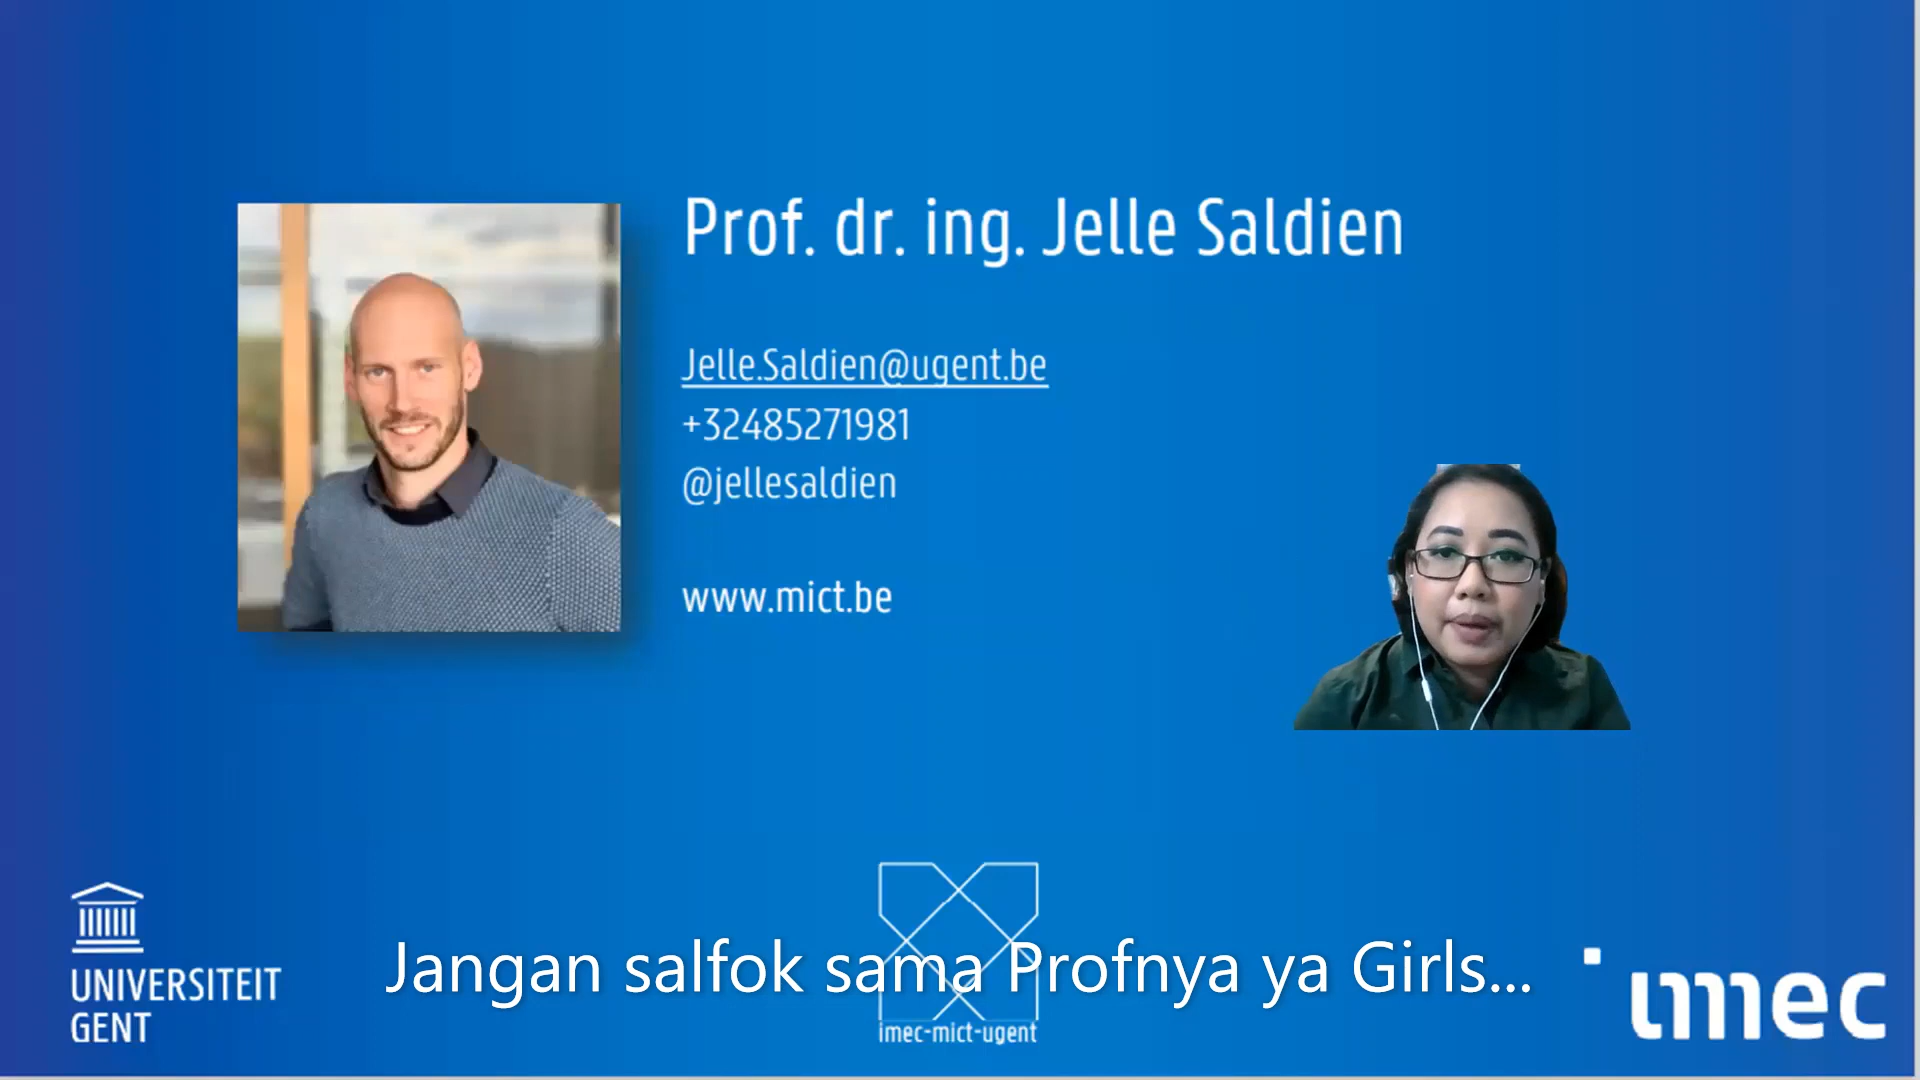 Prof. dr. ing. Jelle Saldien
Jelle.Saldien@ugent.be
+32485271981
@jellesaldien
www.mict.be
UNIVERSITEIT
GENT
Jangan salfok sama Profnya ya Girls...
imec-mict-ugent
imec